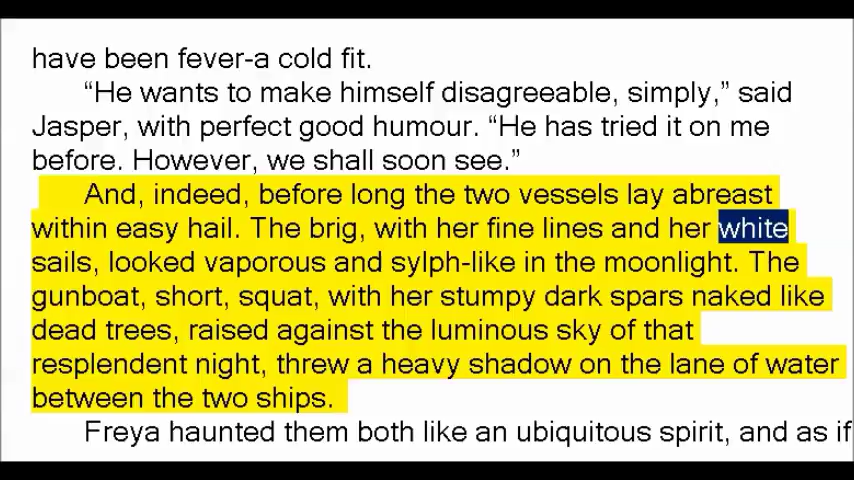 have been fever-a cold fit.
“He wants to make himself disagreeable, simply,” said
Jasper, with perfect good humour. “He has tried it on me
before. However, we shall soon see.”
And, indeed, before long the two vessels lay abreast
within easy hail. The brig, with her fine lines and her white
sails, looked vaporous and sylph-like in the moonlight. The
gunboat, short, squat, with her stumpy dark spars naked like
dead trees, raised against the luminous sky of that
resplendent night, threw a heavy shadow on the lane of water
between the two ships.
Freya haunted them both like an ubiquitous spirit, and as if